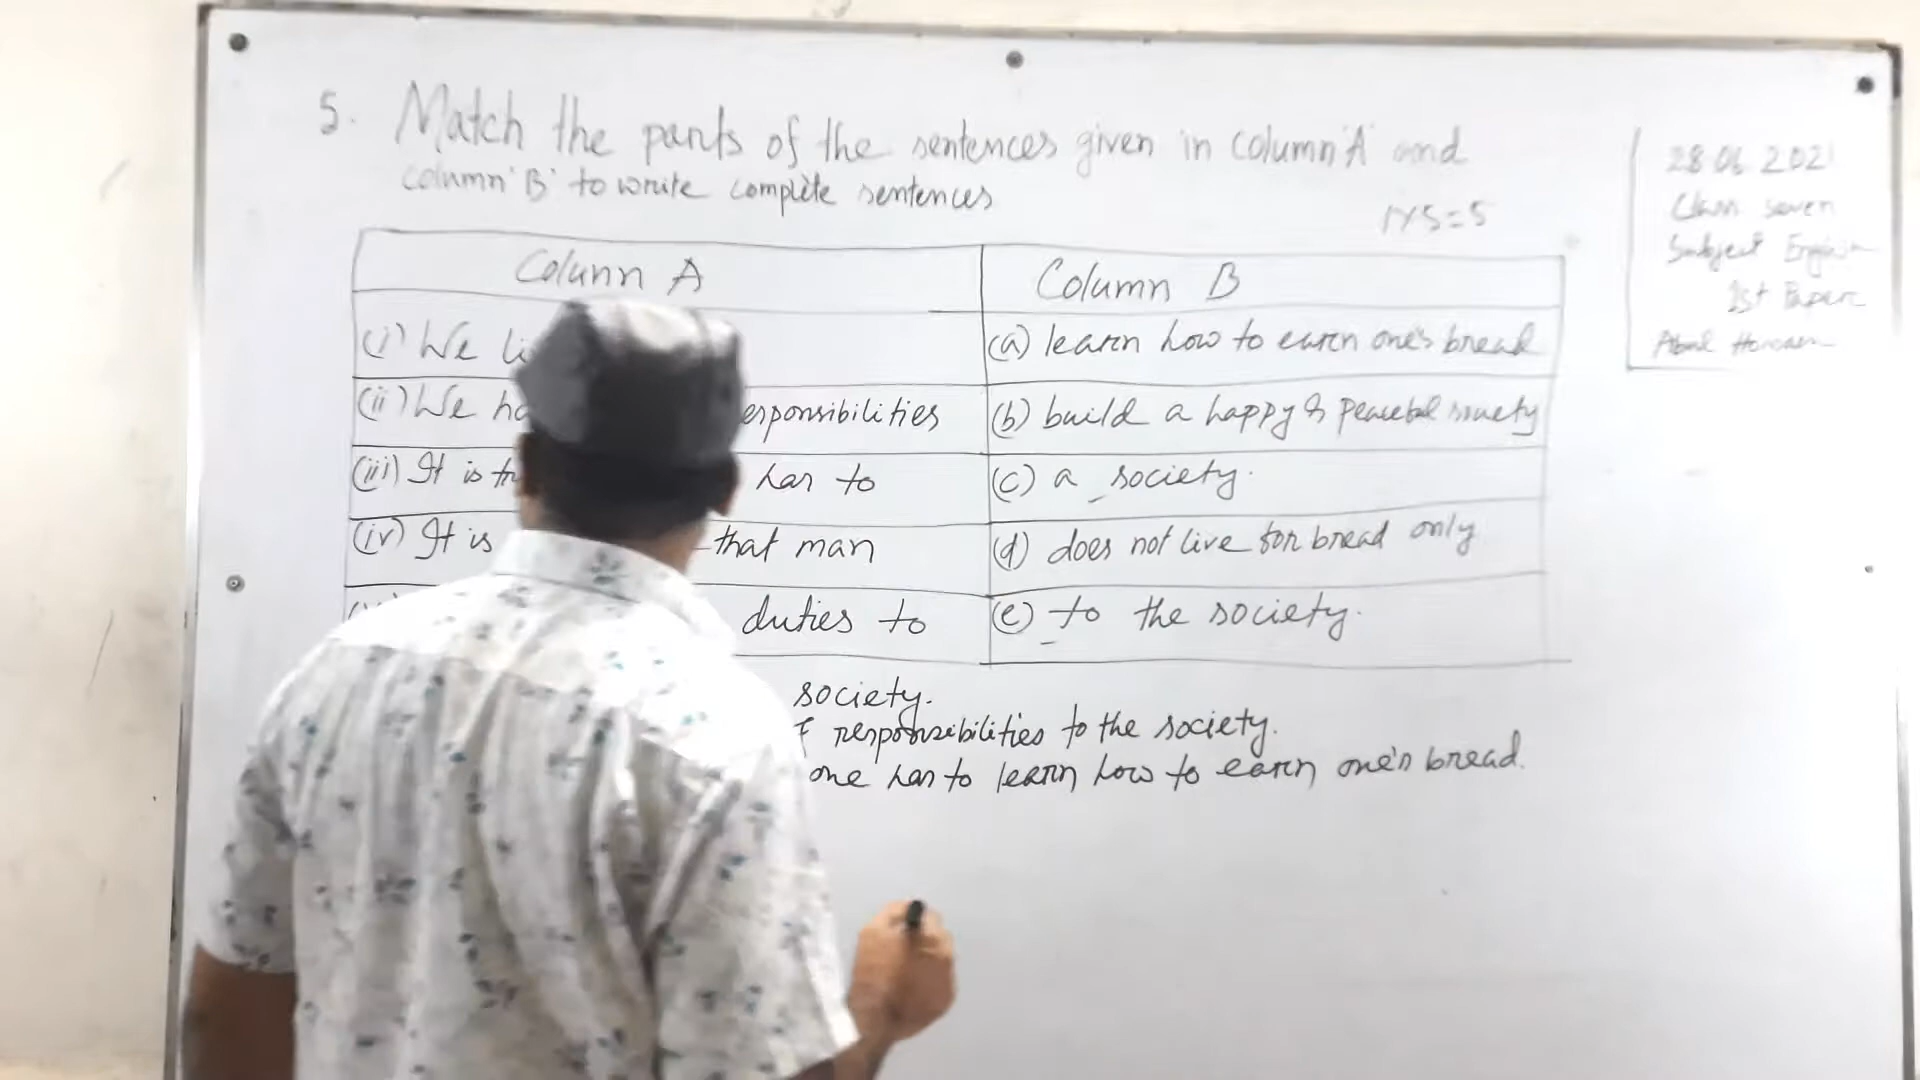 5. Match the parts of the sentences given in column 'A' and
column 'B' to write complete sentences
1×5=5
28 06 2021
Class Seven
Subject English
1st Paper
Column A
Column B
(i) We li
(a) learn how to earn one's bread
(ii) We ha
esponsibilities
(b) build a happy & peaceful society
(iii) It is tr
has to
(c) a society.
(iv) It is
that man
(d) does not live for bread only
duties to
(e) to the society.
society.
f responsibilities to the society.
one has to learn how to earn one's bread.